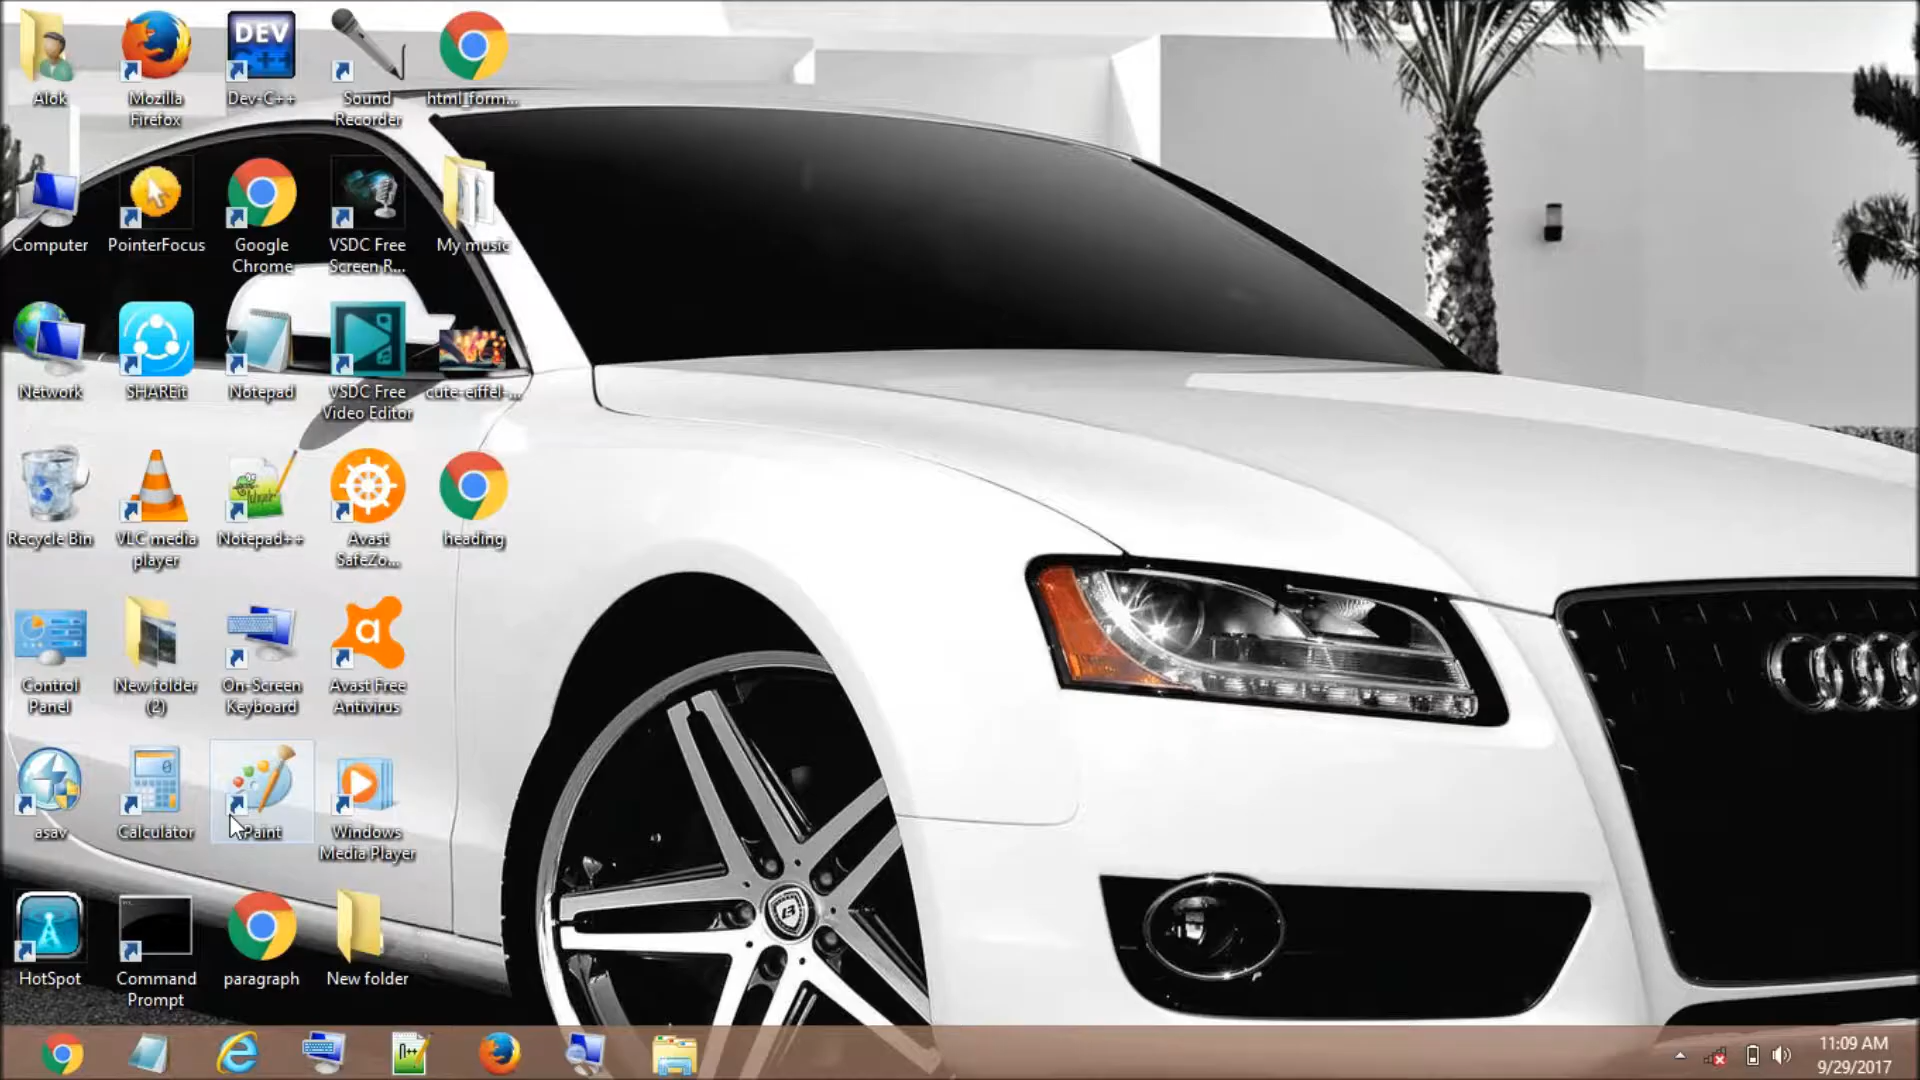 Alok
Mozilla
Firefox
DEV
C++
Dev-C++
Sound
Recorder
html_form...
Computer
PointerFocus
Google
Chrome
VSDC Free
Screen R...
My music
Network
SHAREit
Notepad
VSDC Free
Video Editor
cute-eiffel-...
Recycle Bin
VLC media
player
Notepad++
Avast
SafeZo...
heading
Control
Panel
New folder
(2)
On-Screen
Keyboard
Avast Free
Antivirus
asav
Calculator
Paint
Windows
Media Player
HotSpot
Command
Prompt
paragraph
New folder
11:09 AM
9/29/2017